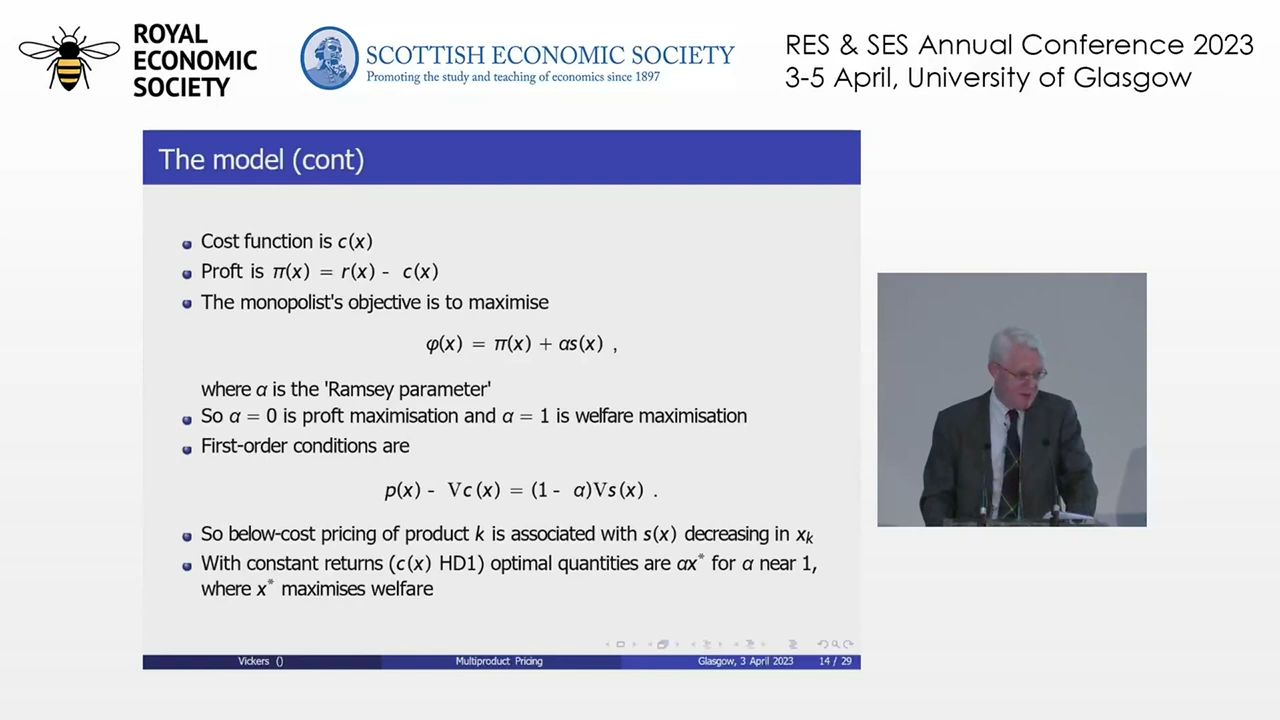 ROYAL
ECONOMIC
SOCIETY
SCOTTISH ECONOMIC SOCIETY
Promoting the study and teaching of economics since 1897
RES & SES Annual Conference 2023
3-5 April, University of Glasgow
The model (cont)
Cost function is c(x)
Proft is π(x) = r(x) - c(x)
The monopolist's objective is to maximise
φ(x) = π(x) + αs(x) ,
where α is the 'Ramsey parameter'
So α = 0 is proft maximisation and α = 1 is welfare maximisation
First-order conditions are
p(x) - ∇c(x) = (1 - α)∇s(x) .
So below-cost pricing of product k is associated with s(x) decreasing in xₖ
With constant returns (c(x) HD1) optimal quantities are αx* for α near 1,
where x* maximises welfare
Vickers ()
Multiproduct Pricing
Glasgow, 3 April 2023
14 / 29